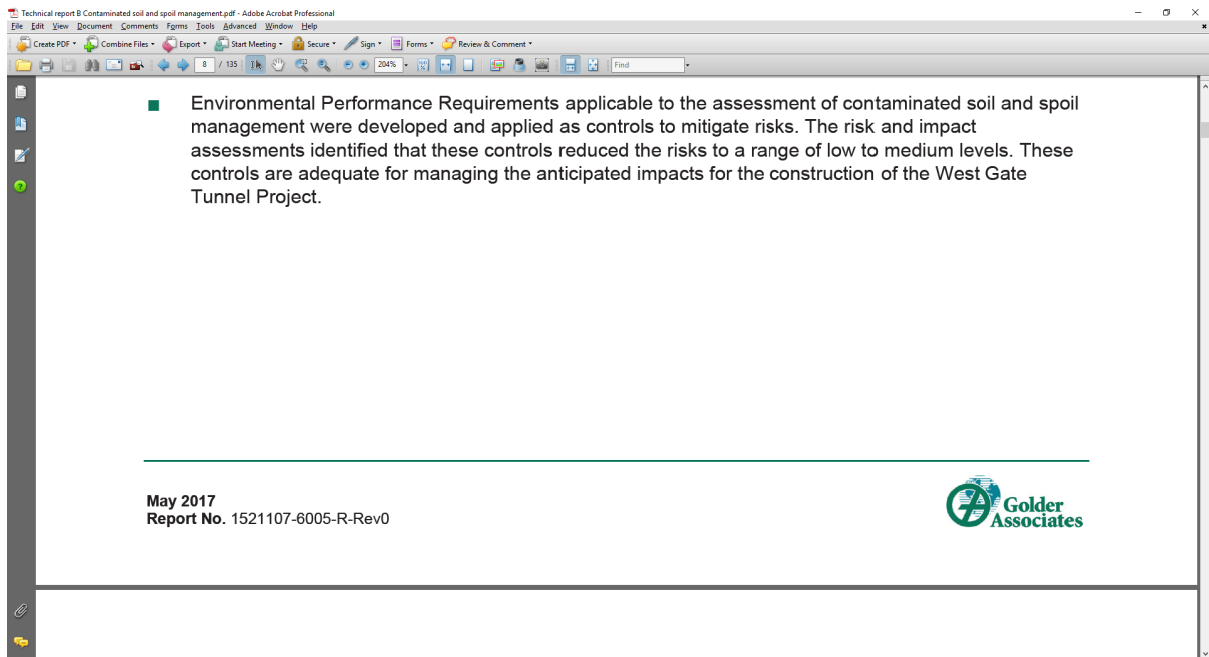 Technical report B Contaminated soil and spoil management.pdf - Adobe Acrobat Professional
File Edit View Document Comments Forms Tools Advanced Window Help
Create PDF Combine Files Export Start Meeting Secure Sign Forms Review & Comment
8 / 135 204% Find
Environmental Performance Requirements applicable to the assessment of contaminated soil and spoil
management were developed and applied as controls to mitigate risks. The risk and impact
assessments identified that these controls reduced the risks to a range of low to medium levels. These
controls are adequate for managing the anticipated impacts for the construction of the West Gate
Tunnel Project.
May 2017
Report No. 1521107-6005-R-Rev0
Golder
Associates